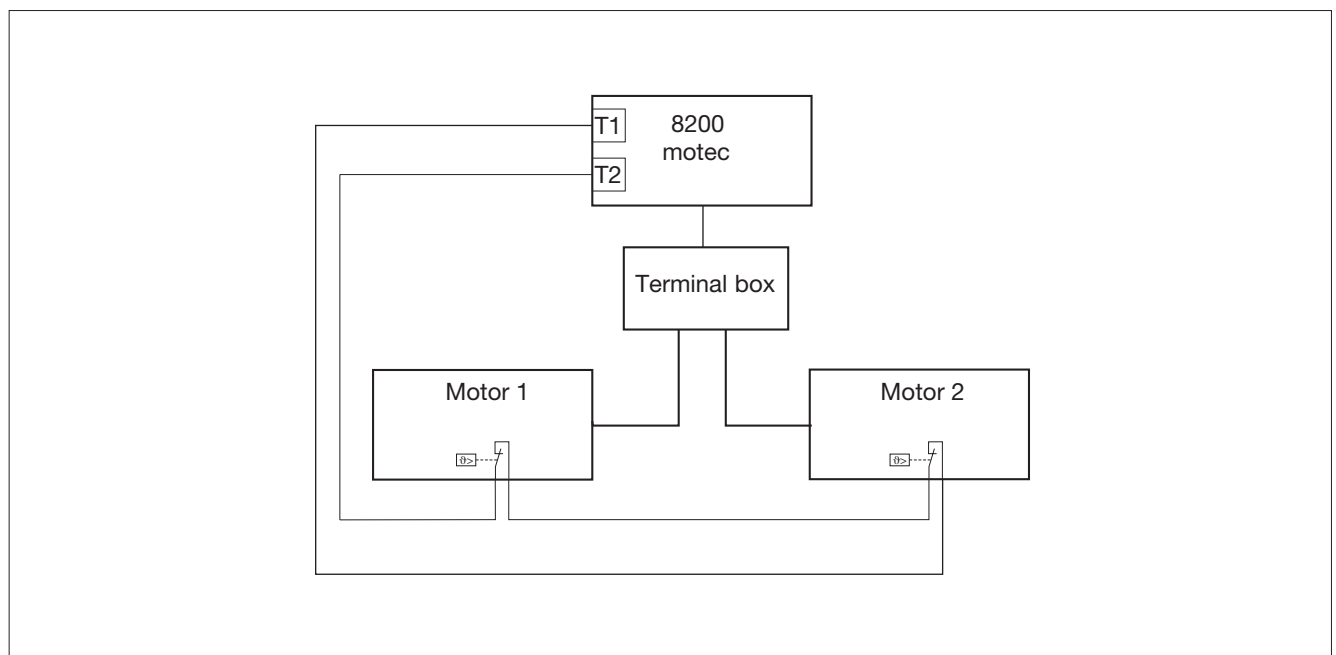 T1
8200
motec
T2
Terminal box
Motor 1
Motor 2
ϑ>
ϑ>